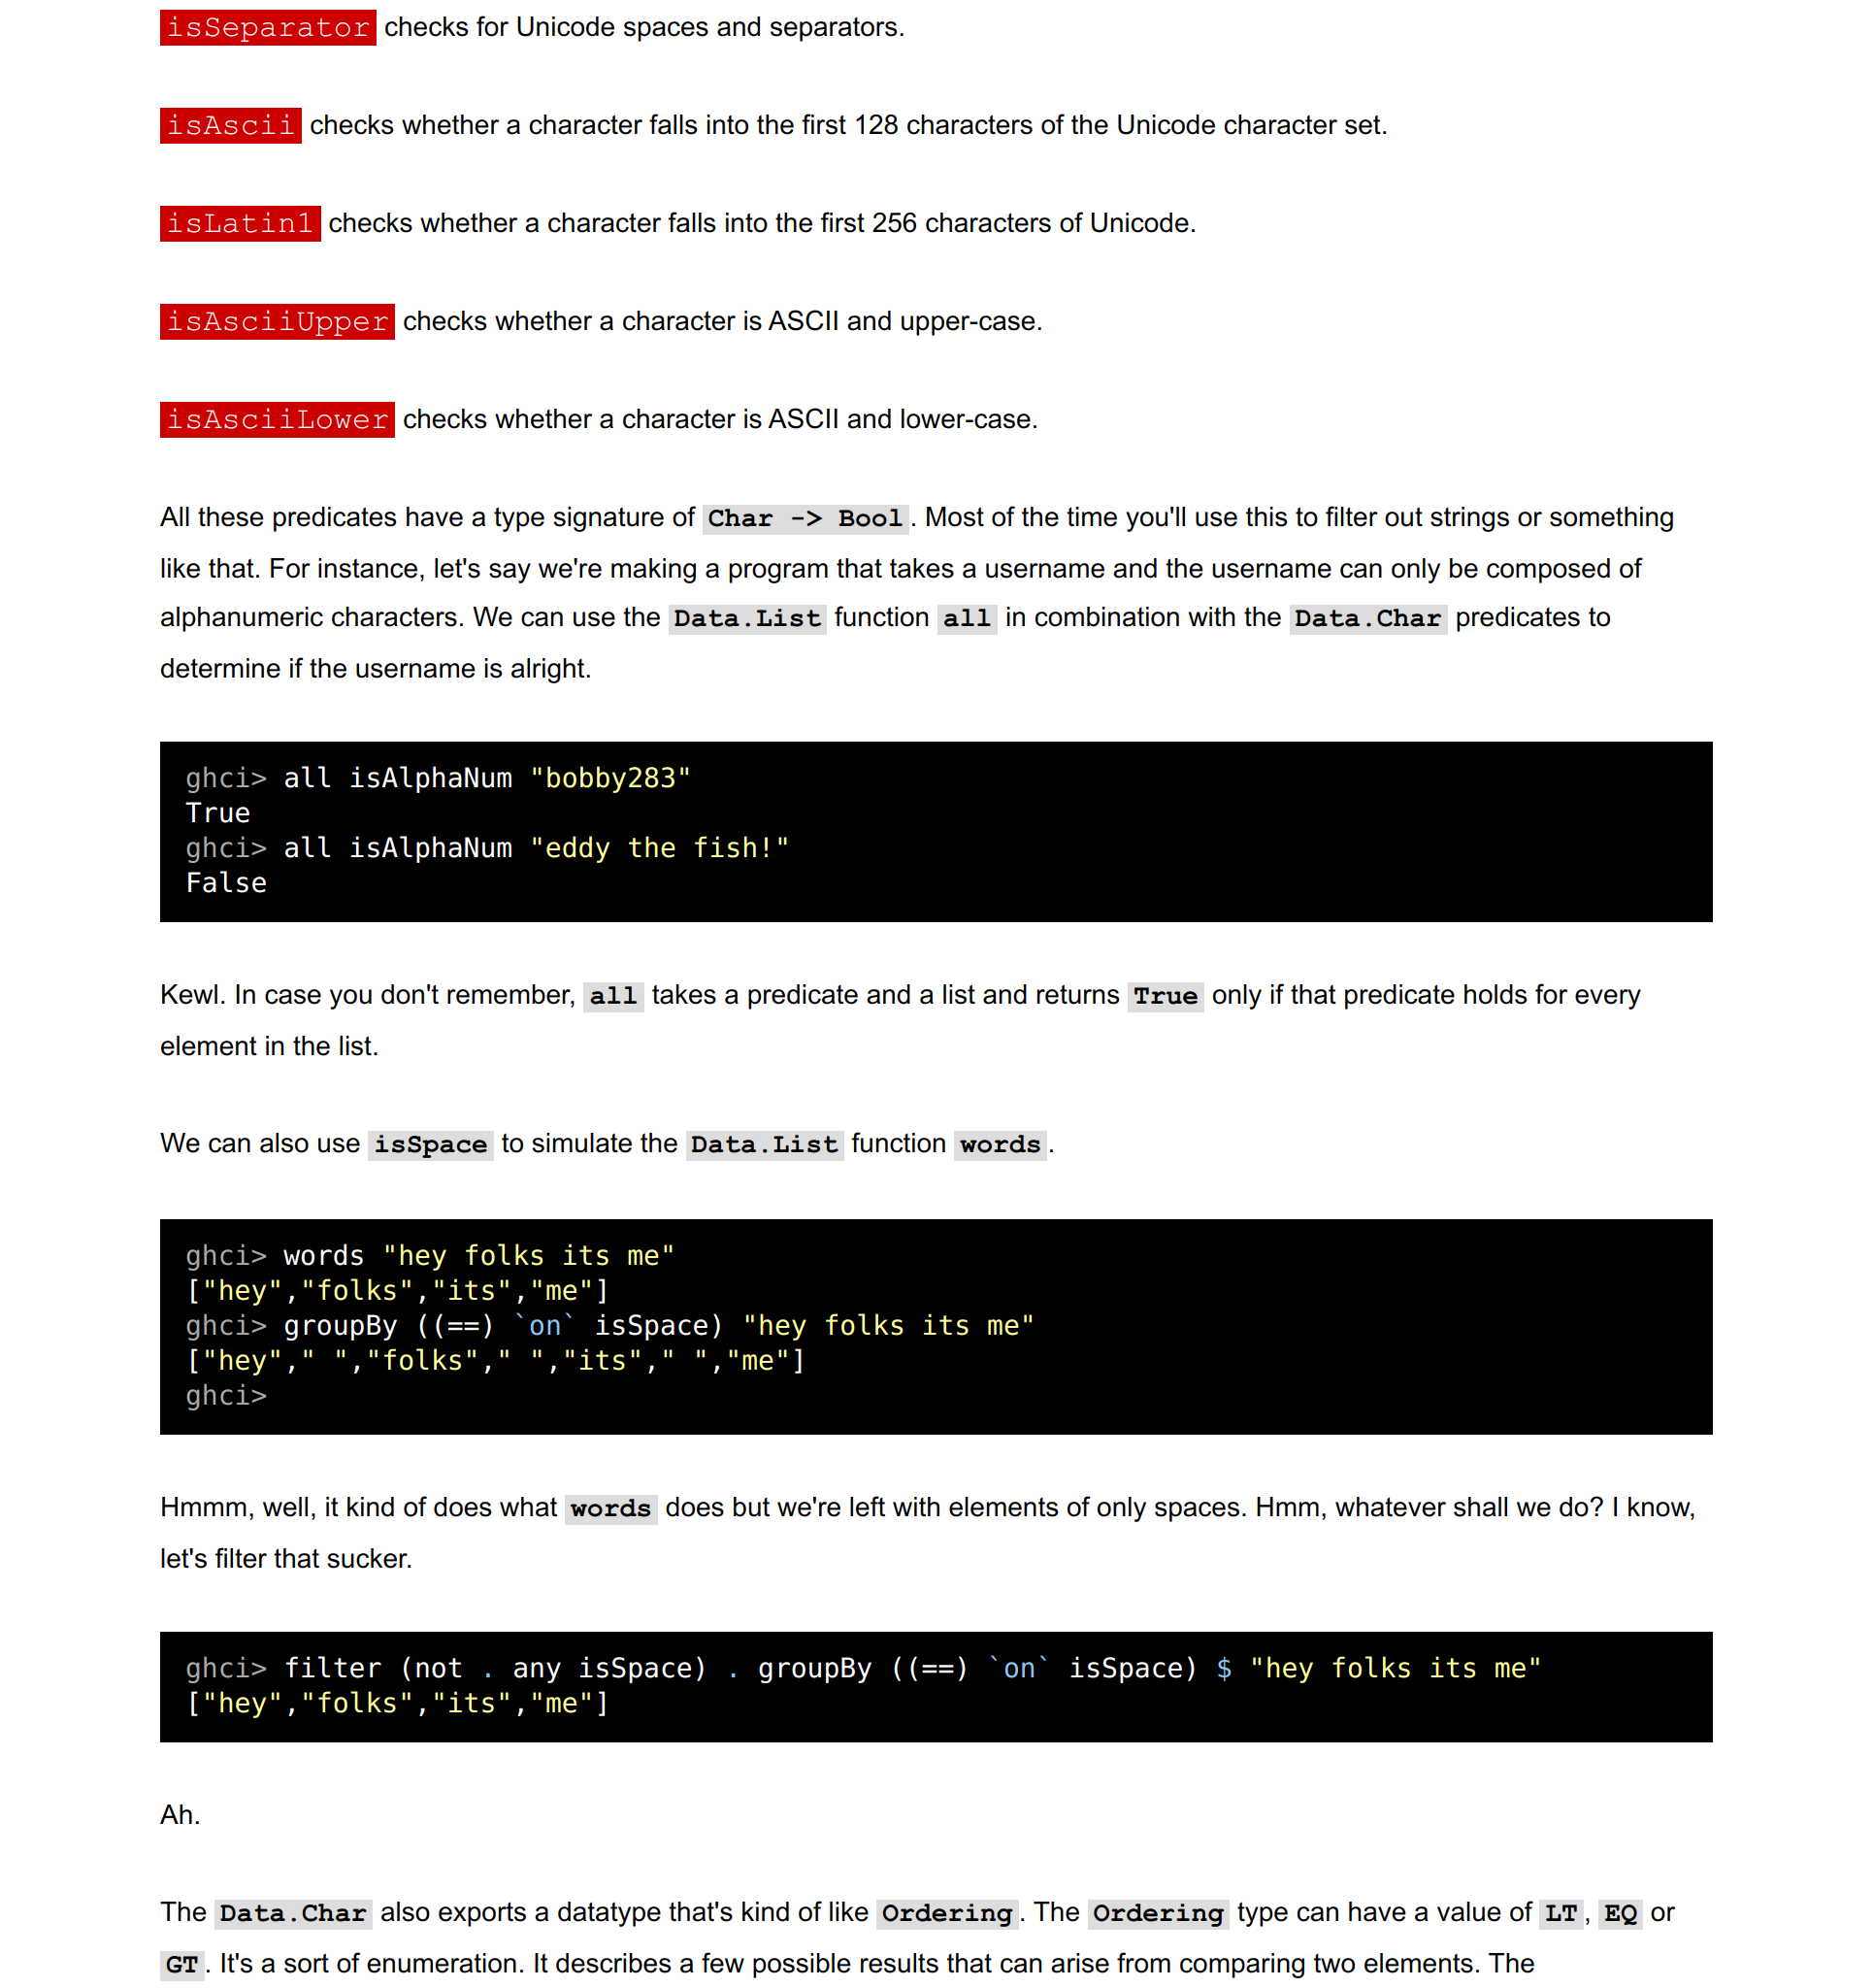 isSeparator checks for Unicode spaces and separators.
isAscii checks whether a character falls into the first 128 characters of the Unicode character set.
isLatin1 checks whether a character falls into the first 256 characters of Unicode.
isAsciiUpper checks whether a character is ASCII and upper-case.
isAsciiLower checks whether a character is ASCII and lower-case.
All these predicates have a type signature of Char -> Bool. Most of the time you'll use this to filter out strings or something
like that. For instance, let's say we're making a program that takes a username and the username can only be composed of
alphanumeric characters. We can use the Data.List function all in combination with the Data.Char predicates to
determine if the username is alright.
ghci> all isAlphaNum "bobby283"
True
ghci> all isAlphaNum "eddy the fish!"
False
Kewl. In case you don't remember, all takes a predicate and a list and returns True only if that predicate holds for every
element in the list.
We can also use isSpace to simulate the Data.List function words.
ghci> words "hey folks its me"
["hey","folks","its","me"]
ghci> groupBy ((==) `on` isSpace) "hey folks its me"
["hey"," ","folks"," ","its"," ","me"]
ghci>
Hmmm, well, it kind of does what words does but we're left with elements of only spaces. Hmm, whatever shall we do? I know,
let's filter that sucker.
ghci> filter (not . any isSpace) . groupBy ((==) `on` isSpace) $ "hey folks its me"
["hey","folks","its","me"]
Ah.
The Data.Char also exports a datatype that's kind of like Ordering. The Ordering type can have a value of LT, EQ or
GT. It's a sort of enumeration. It describes a few possible results that can arise from comparing two elements. The